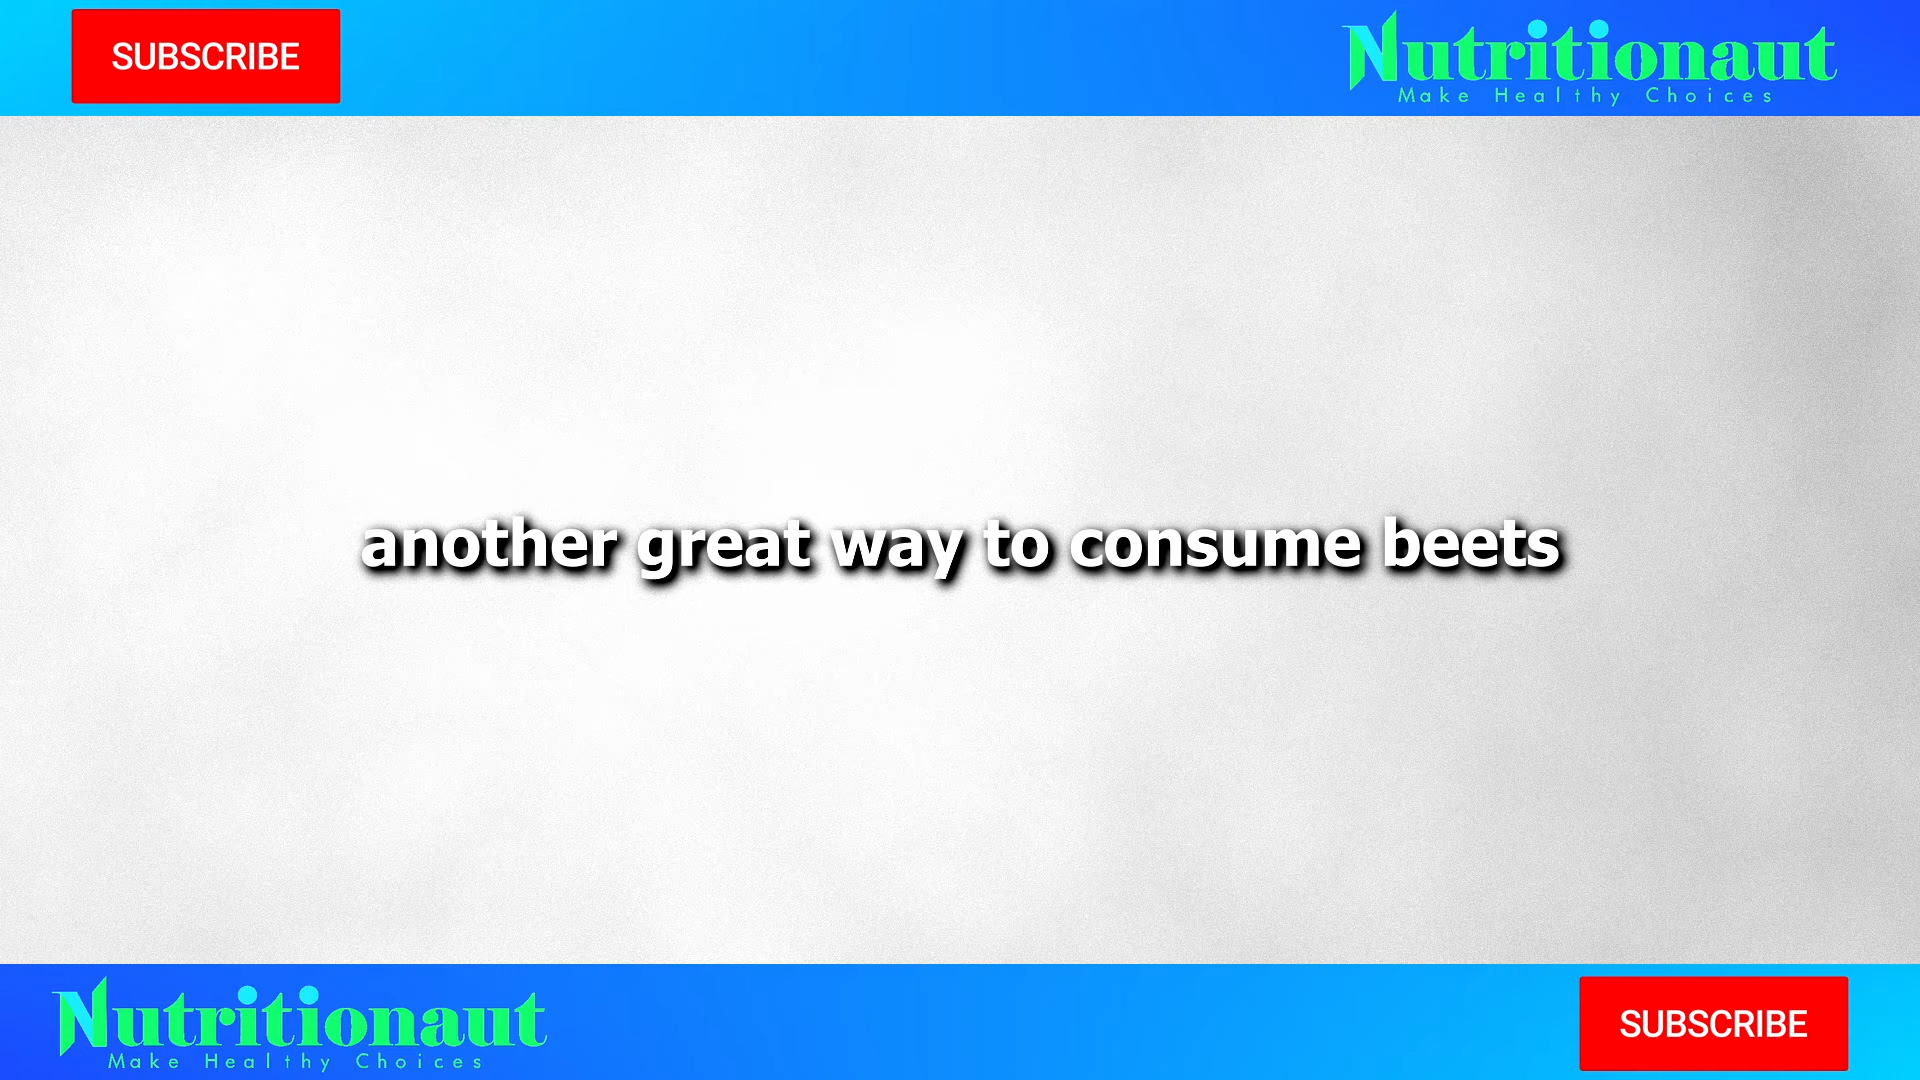 SUBSCRIBE
Nutritionaut
Make Healthy Choices
another great way to consume beets
Nutritionaut
Make Healthy Choices
SUBSCRIBE